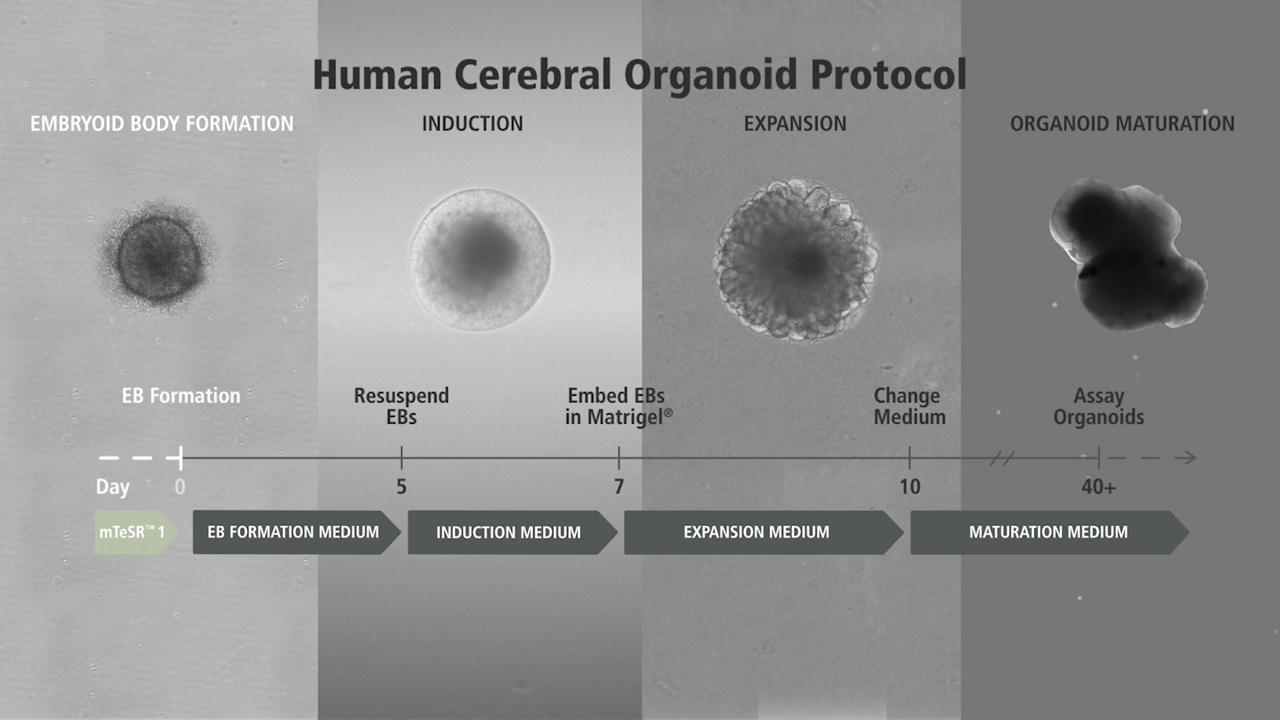 Human Cerebral Organoid Protocol
EMBRYOID BODY FORMATION
INDUCTION
EXPANSION
ORGANOID MATURATION
EB Formation
Resuspend
EBs
Embed EBs
in Matrigel®
Change
Medium
Assay
Organoids
Day
0
5
7
10
40+
mTeSR™ 1
EB FORMATION MEDIUM
INDUCTION MEDIUM
EXPANSION MEDIUM
MATURATION MEDIUM